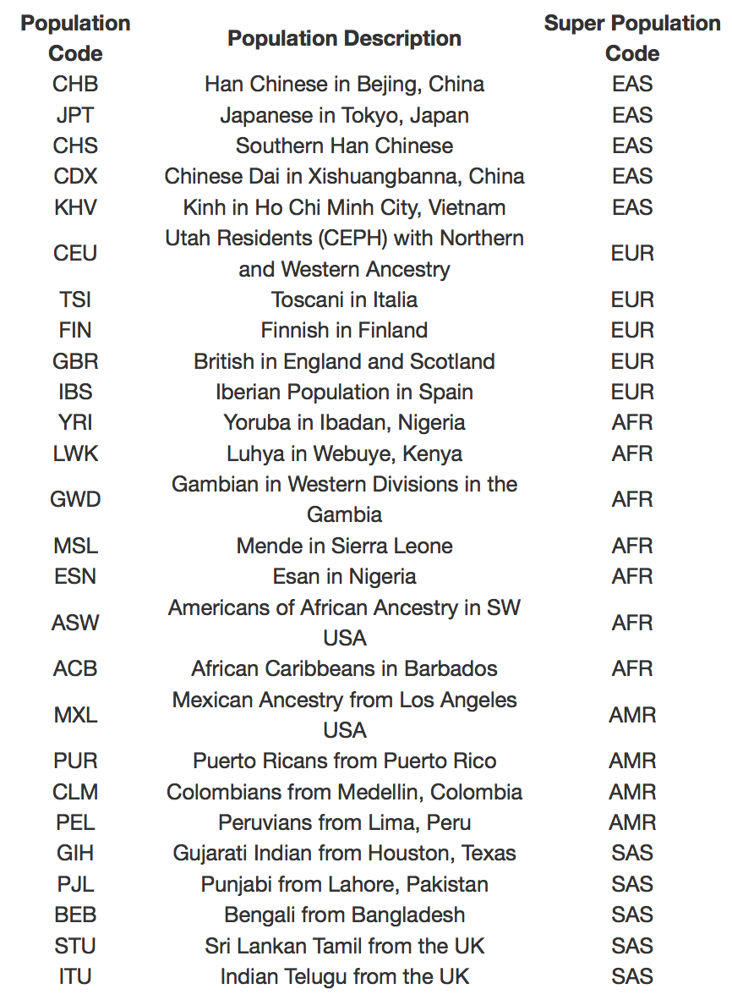 Population Code Population Description Super Population Code
CHB Han Chinese in Bejing, China EAS
JPT Japanese in Tokyo, Japan EAS
CHS Southern Han Chinese EAS
CDX Chinese Dai in Xishuangbanna, China EAS
KHV Kinh in Ho Chi Minh City, Vietnam EAS
CEU Utah Residents (CEPH) with Northern and Western Ancestry EUR
TSI Toscani in Italia EUR
FIN Finnish in Finland EUR
GBR British in England and Scotland EUR
IBS Iberian Population in Spain EUR
YRI Yoruba in Ibadan, Nigeria AFR
LWK Luhya in Webuye, Kenya AFR
GWD Gambian in Western Divisions in the Gambia AFR
MSL Mende in Sierra Leone AFR
ESN Esan in Nigeria AFR
ASW Americans of African Ancestry in SW USA AFR
ACB African Caribbeans in Barbados AFR
MXL Mexican Ancestry from Los Angeles USA AMR
PUR Puerto Ricans from Puerto Rico AMR
CLM Colombians from Medellin, Colombia AMR
PEL Peruvians from Lima, Peru AMR
GIH Gujarati Indian from Houston, Texas SAS
PJL Punjabi from Lahore, Pakistan SAS
BEB Bengali from Bangladesh SAS
STU Sri Lankan Tamil from the UK SAS
ITU Indian Telugu from the UK SAS